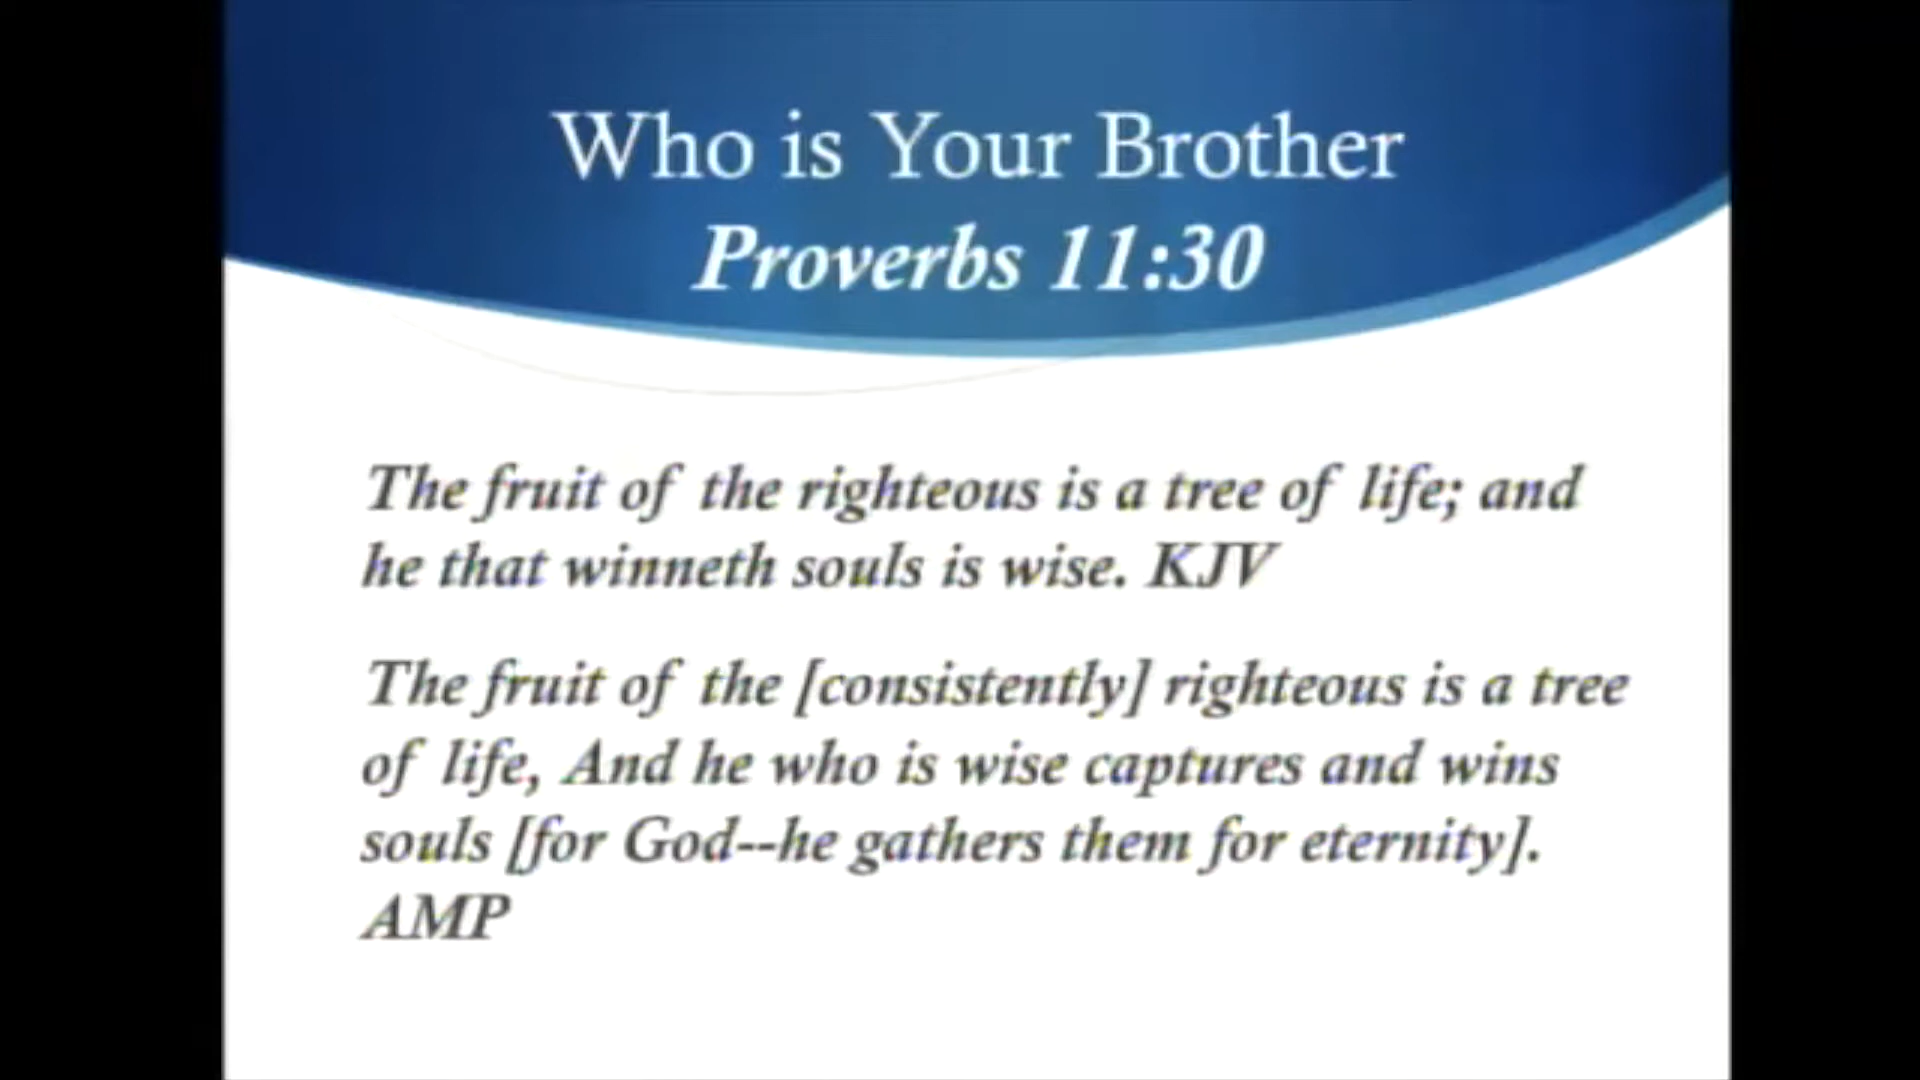 Who is Your Brother
Proverbs 11:30
The fruit of the righteous is a tree of life; and
he that winneth souls is wise. KJV
The fruit of the [consistently] righteous is a tree
of life, And he who is wise captures and wins
souls [for God--he gathers them for eternity].
AMP